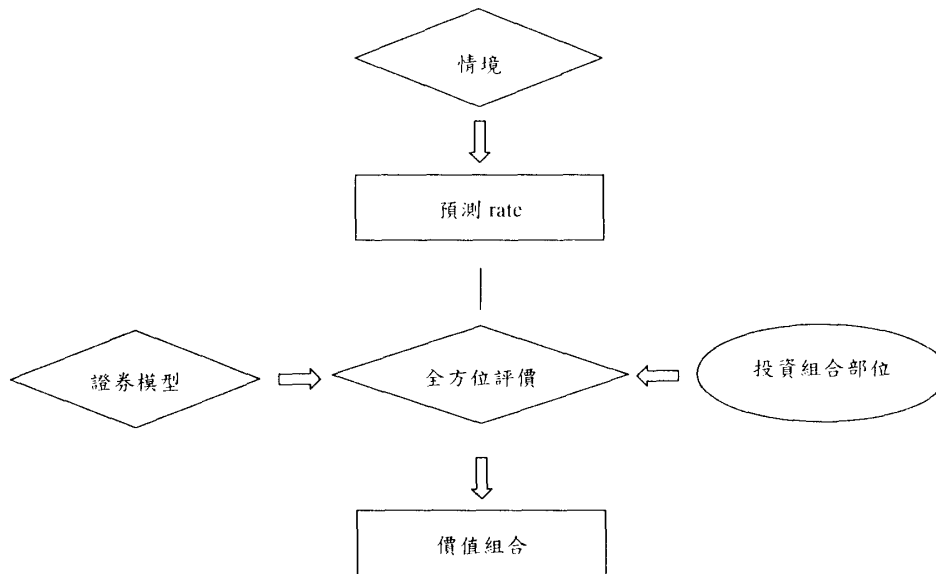 情境
預測 rate
證券模型
全方位評價
投資組合部位
價值組合